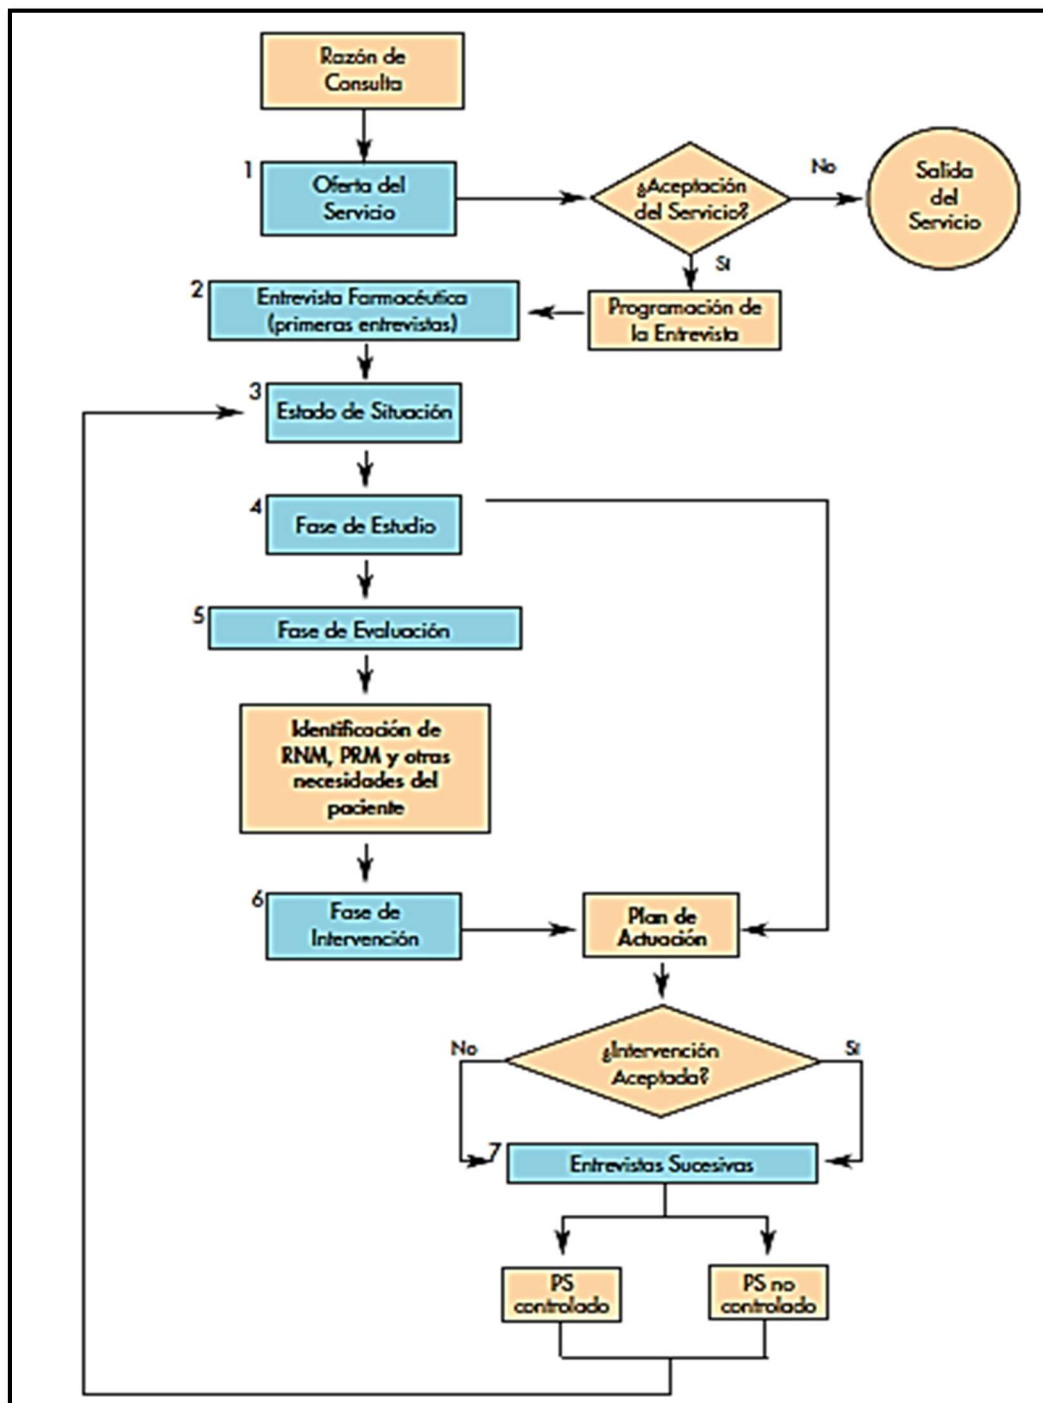 Razón de
Consulta
1
Oferta del
Servicio
¿Aceptación
del Servicio?
No
Salida
del
Servicio
Si
2
Entrevista Farmacéutica
(primeras entrevistas)
Programación de
la Entrevista
3
Estado de Situación
4
Fase de Estudio
5
Fase de Evaluación
Identificación de
RNM, PRM y otras
necesidades del
paciente
6
Fase de
Intervención
Plan de
Actuación
¿Intervención
Aceptada?
No
Si
7
Entrevistas Sucesivas
PS
controlado
PS no
controlado